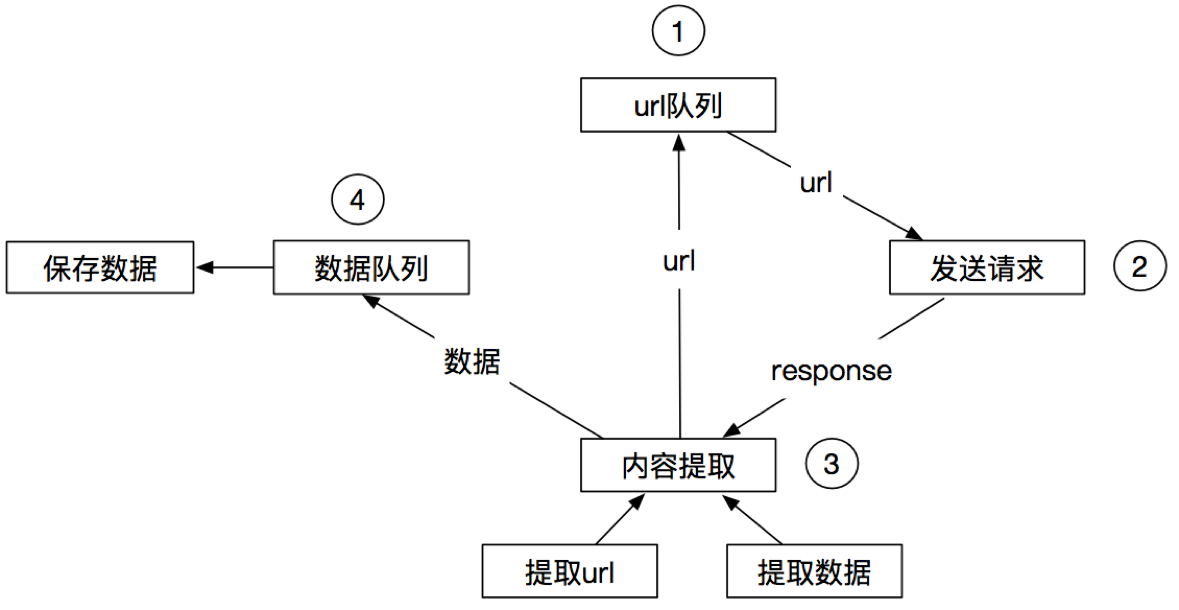 1
url队列
url
4
保存数据
数据队列
url
发送请求
2
数据
response
内容提取
3
提取url
提取数据